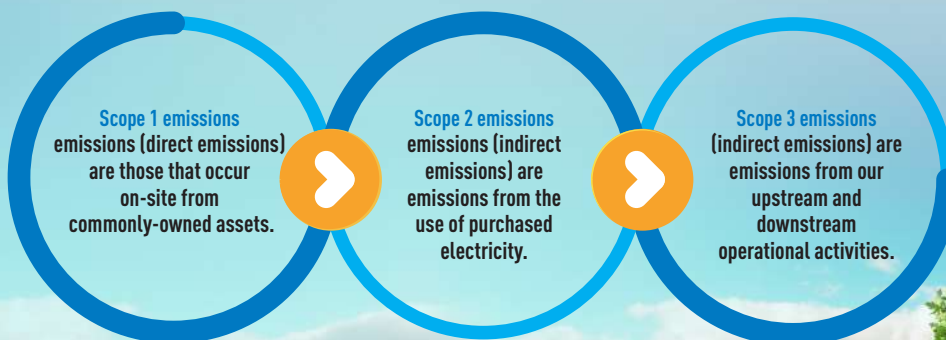 Scope 1 emissions
emissions (direct emissions)
are those that occur
on-site from
commonly-owned assets.
Scope 2 emissions
emissions (indirect
emissions) are
emissions from the
use of purchased
electricity.
Scope 3 emissions
(indirect emissions) are
emissions from our
upstream and
downstream
operational activities.